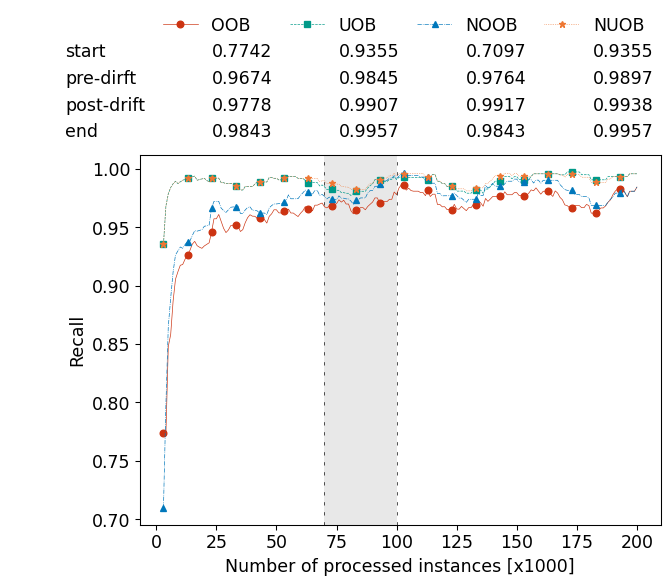 OOB UOB NOOB NUOB
start 0.7742 0.9355 0.7097 0.9355
pre-dirft 0.9674 0.9845 0.9764 0.9897
post-drift 0.9778 0.9907 0.9917 0.9938
end 0.9843 0.9957 0.9843 0.9957
1.00
0.95
0.90
0.85
0.80
0.75
0.70
Recall
0 25 50 75 100 125 150 175 200
Number of processed instances [x1000]